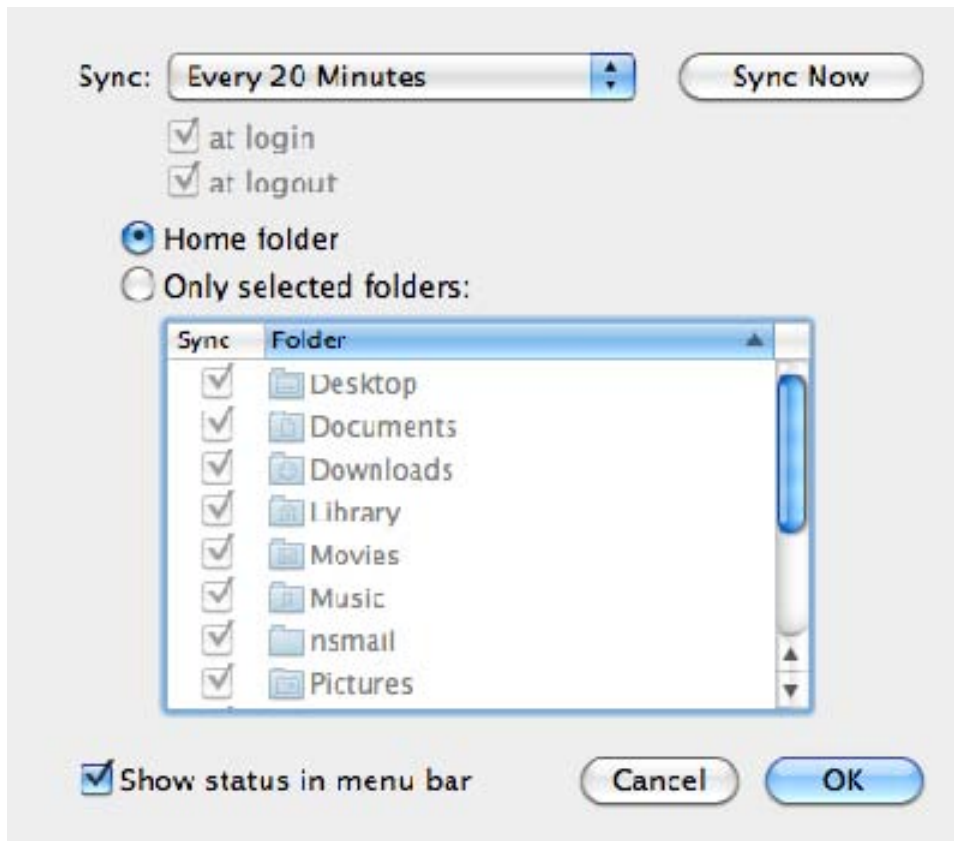 Sync: Every 20 Minutes Sync Now
at login
at logout
Home folder
Only selected folders:
Sync Folder
Desktop
Documents
Downloads
Library
Movies
Music
nsmail
Pictures
Show status in menu bar Cancel OK